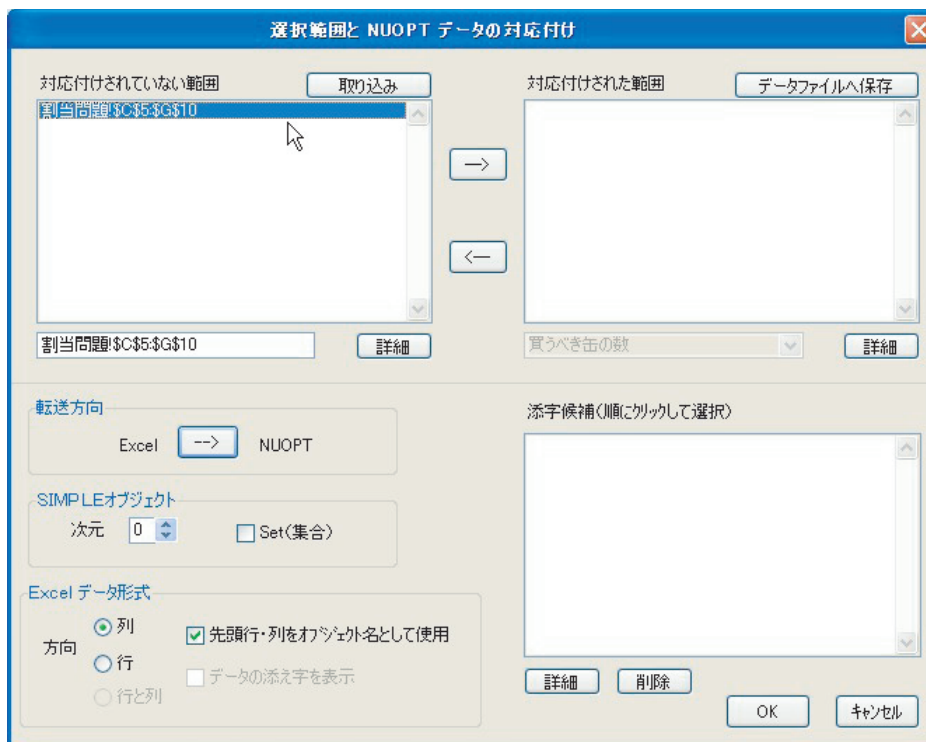 選択範囲と NUOPT データの対応付け
対応付けされていない範囲
取り込み
対応付けされた範囲
データファイルへ保存
割当問題!$C$5:$G$10
-->
<--
割当問題!$C$5:$G$10
詳細
買うべき缶の数
詳細
転送方向
Excel
-->
NUOPT
添字候補(順にクリックして選択)
SIMPLEオブジェクト
次元
0
Set(集合)
Excel データ形式
方向
列
行
行と列
先頭行・列をオブジェクト名として使用
データの添え字を表示
詳細
削除
OK
キャンセル